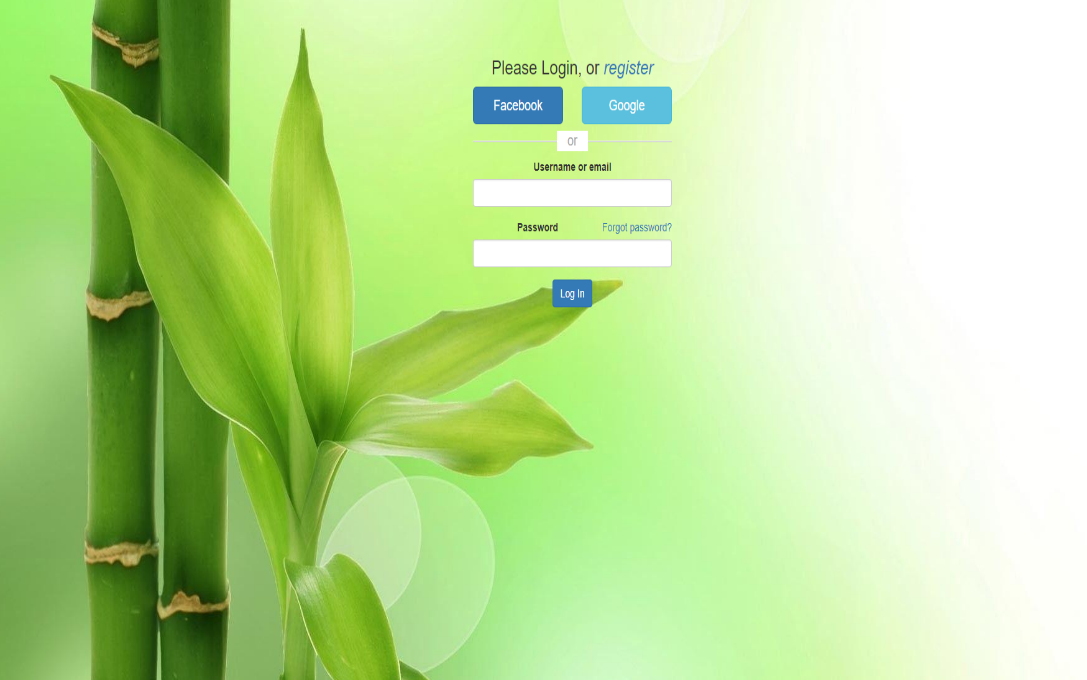 Please Login, or register
Facebook Google
or
Username or email
Password Forgot password?
Log In